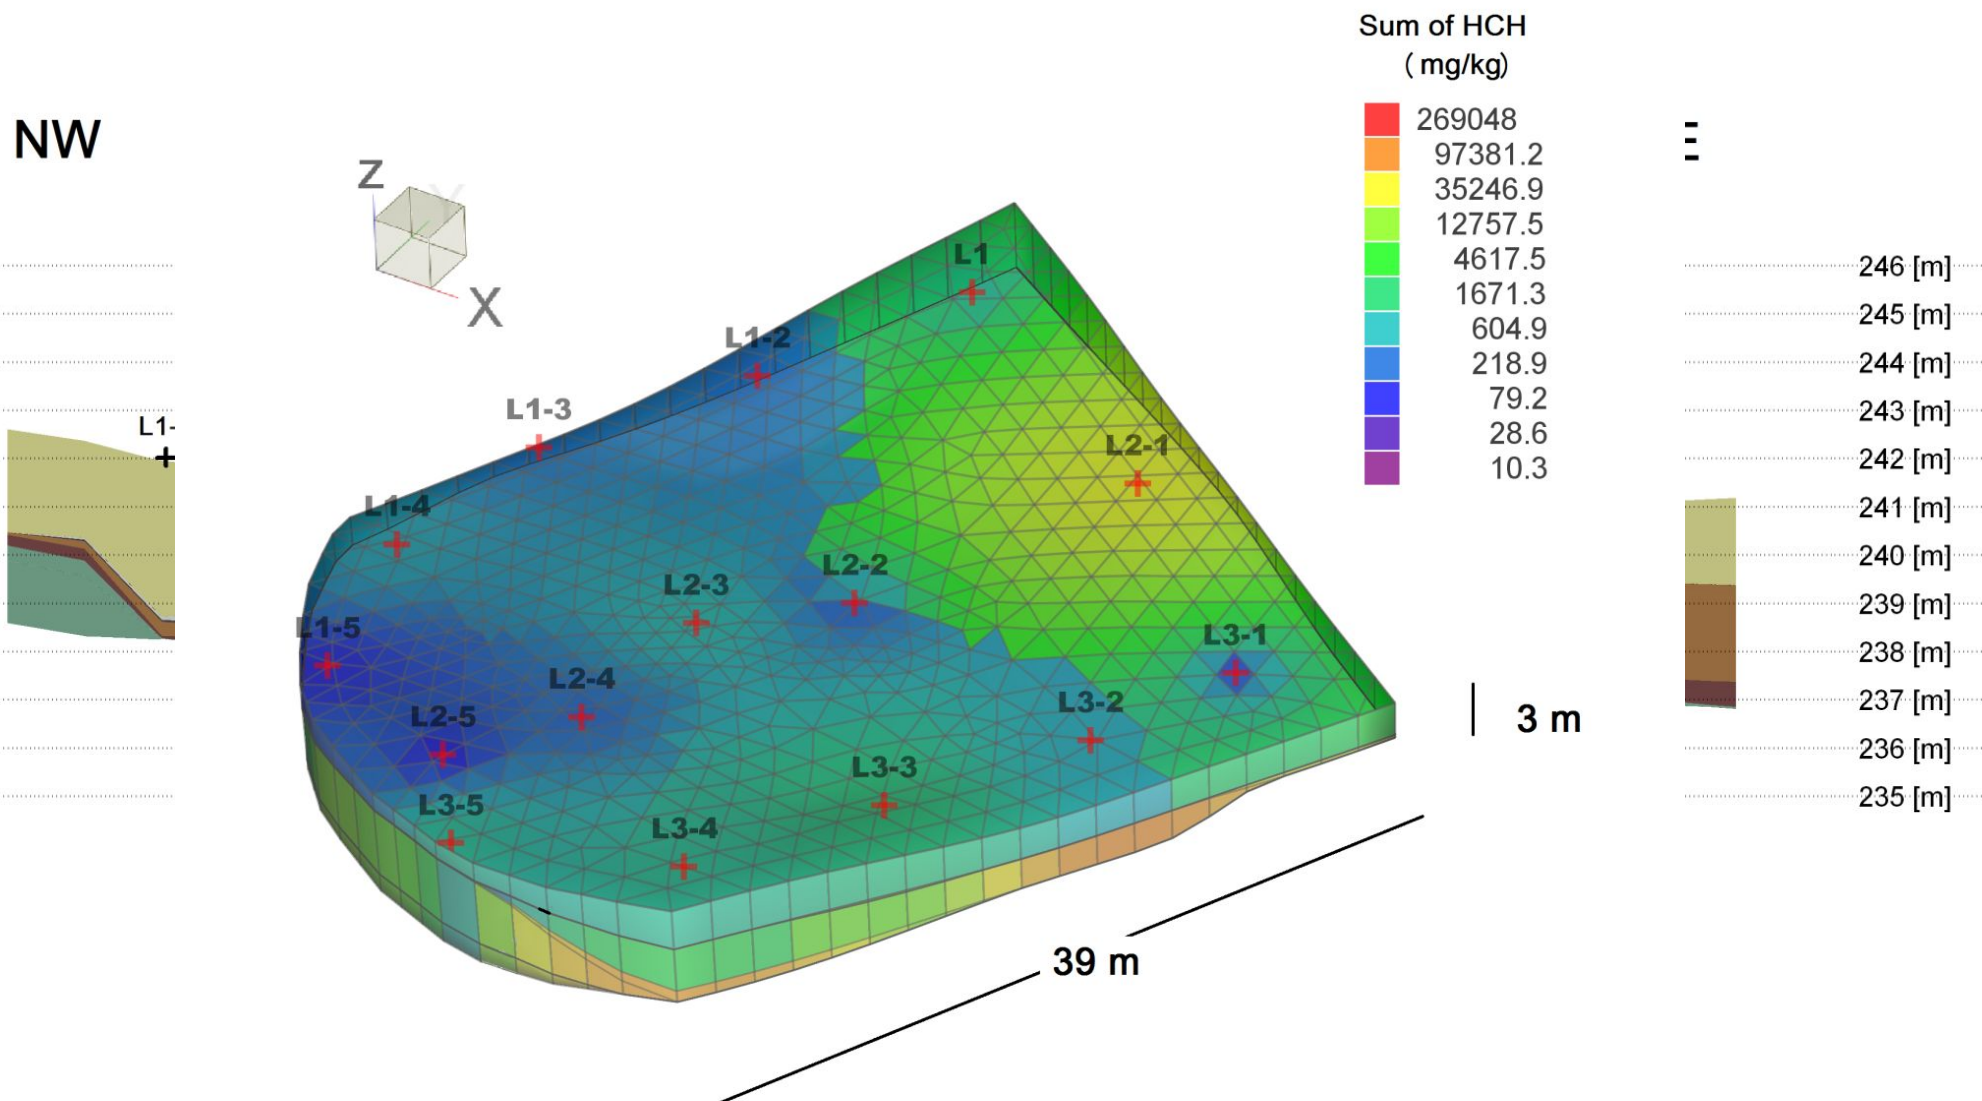 Sum of HCH
( mg/kg)
269048
97381.2
35246.9
12757.5
4617.5
1671.3
604.9
218.9
79.2
28.6
10.3
NW
Z
Y
X
L1
L1-2
L1-3
L1-4
L1-5
L2-1
L2-2
L2-3
L2-4
L2-5
L3-1
L3-2
L3-3
L3-4
L3-5
L1-
246 [m]
245 [m]
244 [m]
243 [m]
242 [m]
241 [m]
240 [m]
239 [m]
238 [m]
237 [m]
236 [m]
235 [m]
3 m
39 m